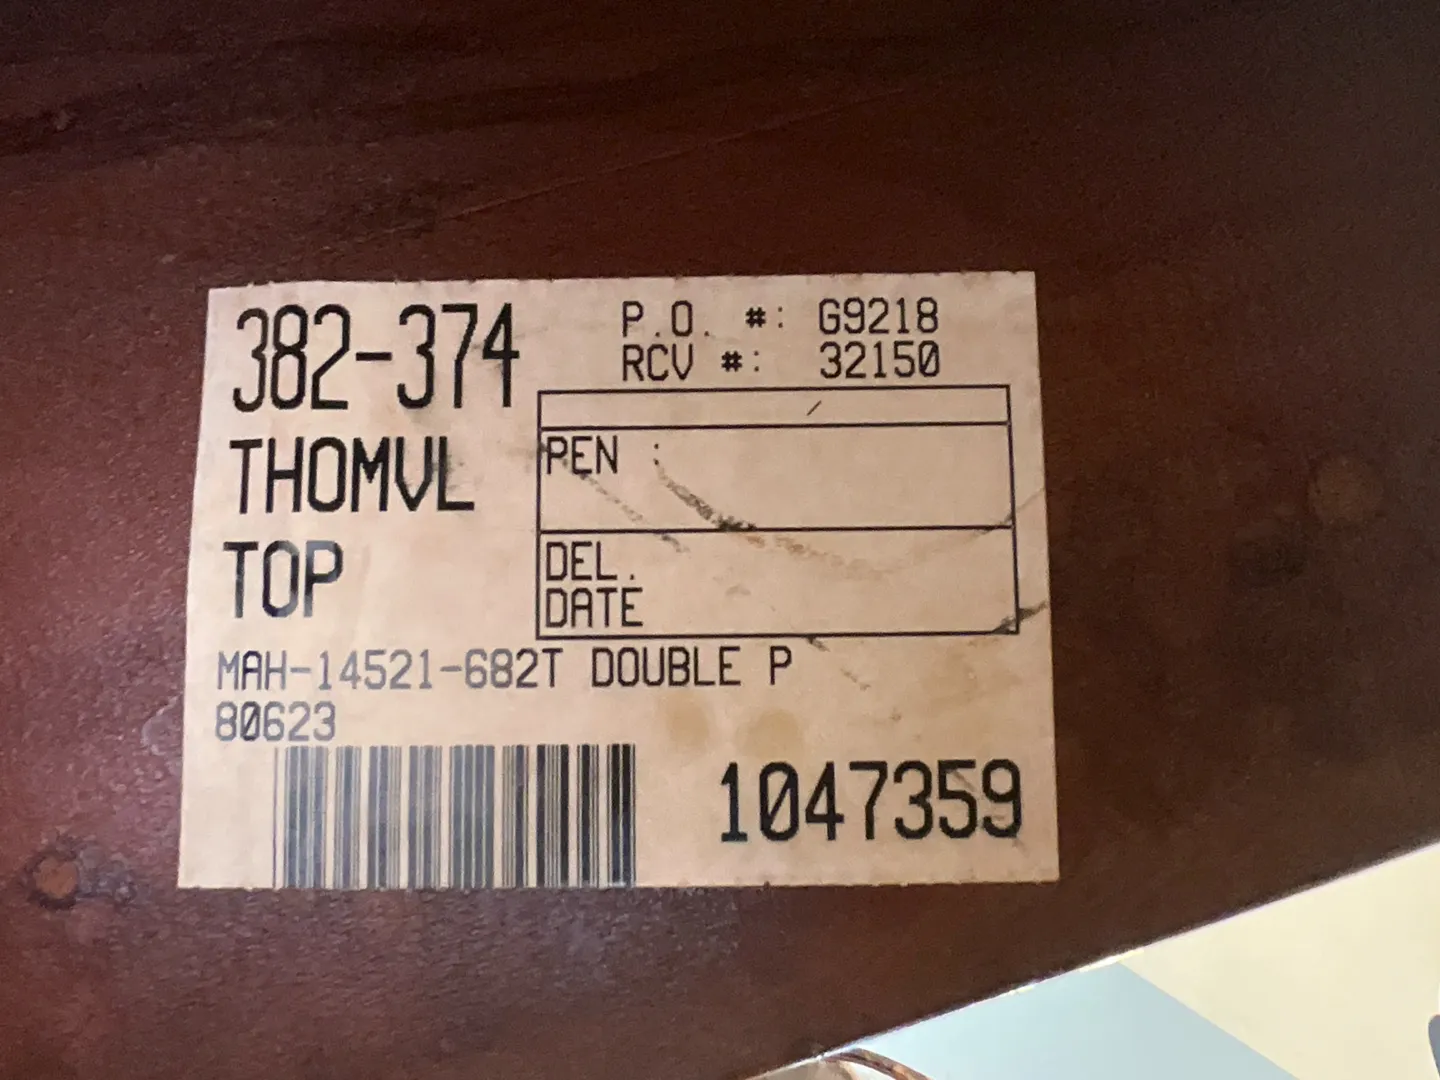 382-374
P.O. #: G9218
RCV #: 32150
THOMVL
TOP
PEN :
DEL.
DATE
MAH-14521-682T DOUBLE P
80623
1047359